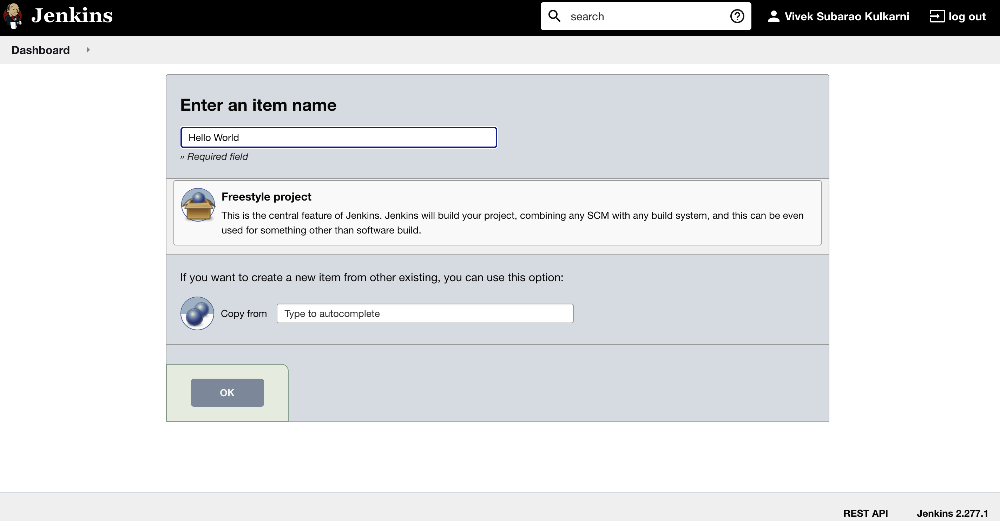 Jenkins
search
Vivek Subarao Kulkarni
log out
Dashboard
Enter an item name
Hello World
» Required field
Freestyle project
This is the central feature of Jenkins. Jenkins will build your project, combining any SCM with any build system, and this can be even
used for something other than software build.
If you want to create a new item from other existing, you can use this option:
Copy from
Type to autocomplete
OK
REST API
Jenkins 2.277.1